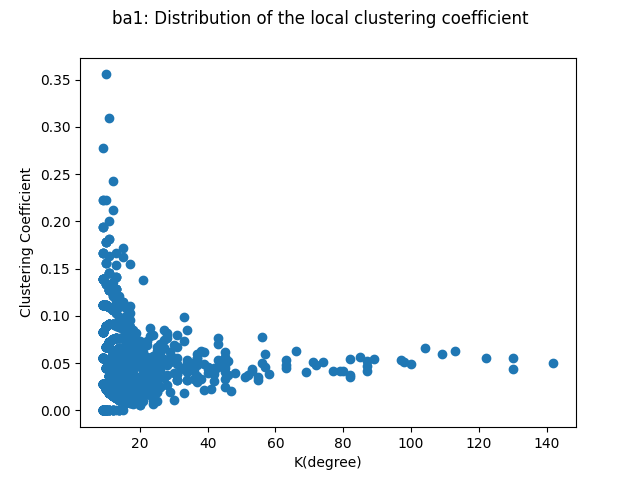 ba1: Distribution of the local clustering coefficient
0.35
0.30
0.25
0.20
0.15
0.10
0.05
0.00
Clustering Coefficient
20 40 60 80 100 120 140
K(degree)